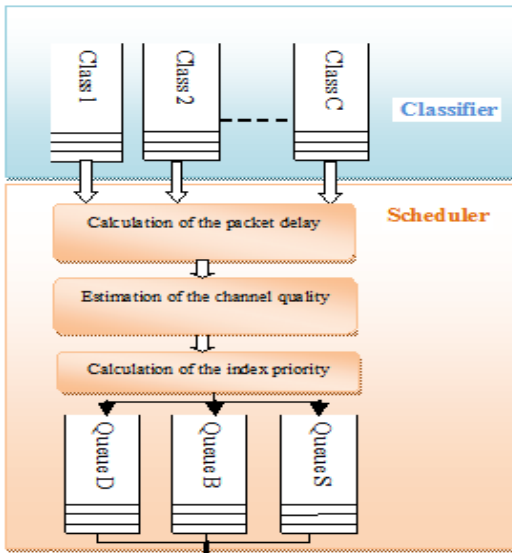 Class 1
Class 2
Class C
Classifier
Scheduler
Calculation of the packet delay
Estimation of the channel quality
Calculation of the index priority
Queue D
Queue B
Queue S